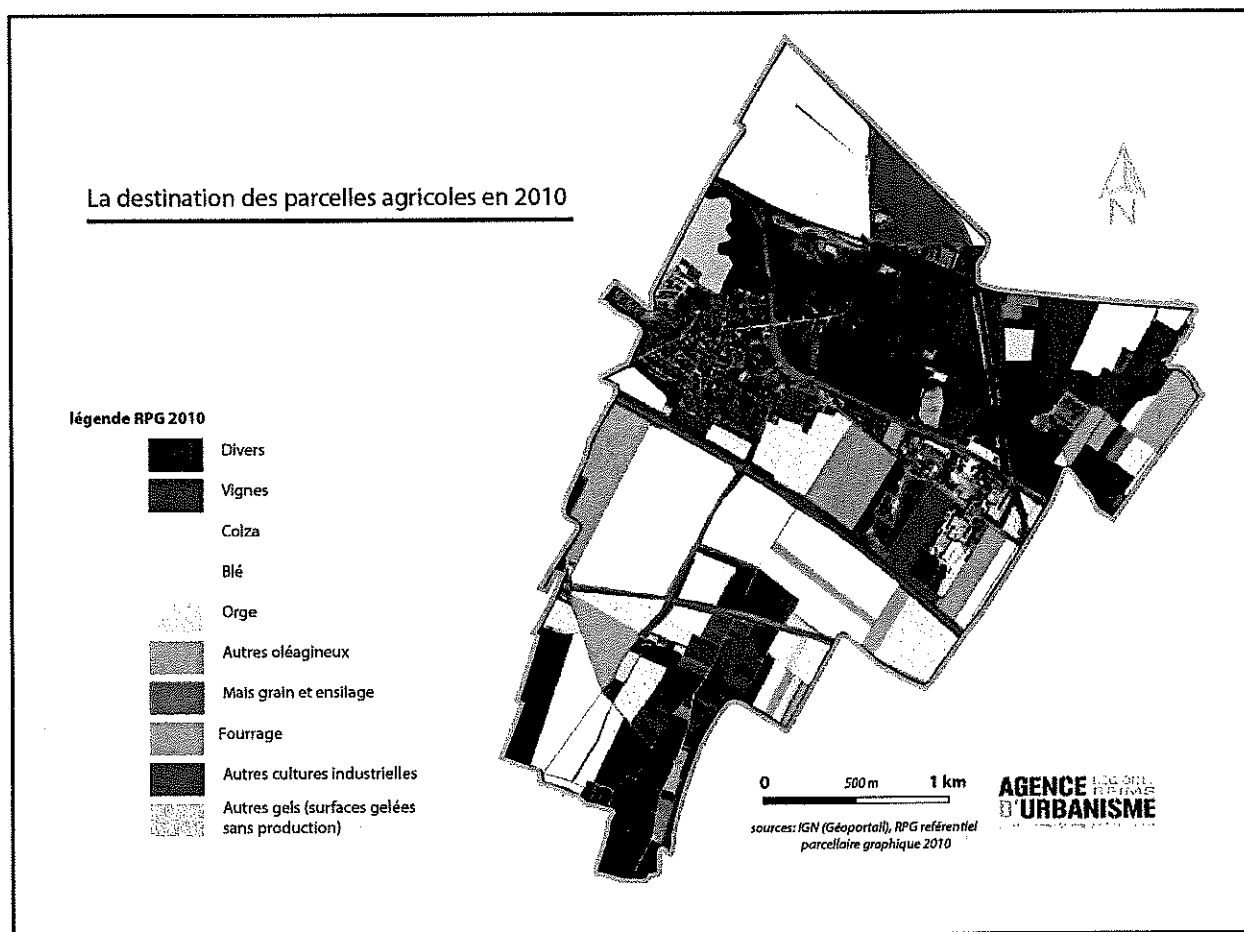 La destination des parcelles agricoles en 2010
N
légende RPG 2010
Divers
Vignes
Colza
Blé
Orge
Autres oléagineux
Mais grain et ensilage
Fourrage
Autres cultures industrielles
Autres gels (surfaces gelées
sans production)
0 500 m 1 km
sources: IGN (Géoportail), RPG référentiel
parcellaire graphique 2010
AGENCE
D'URBANISME